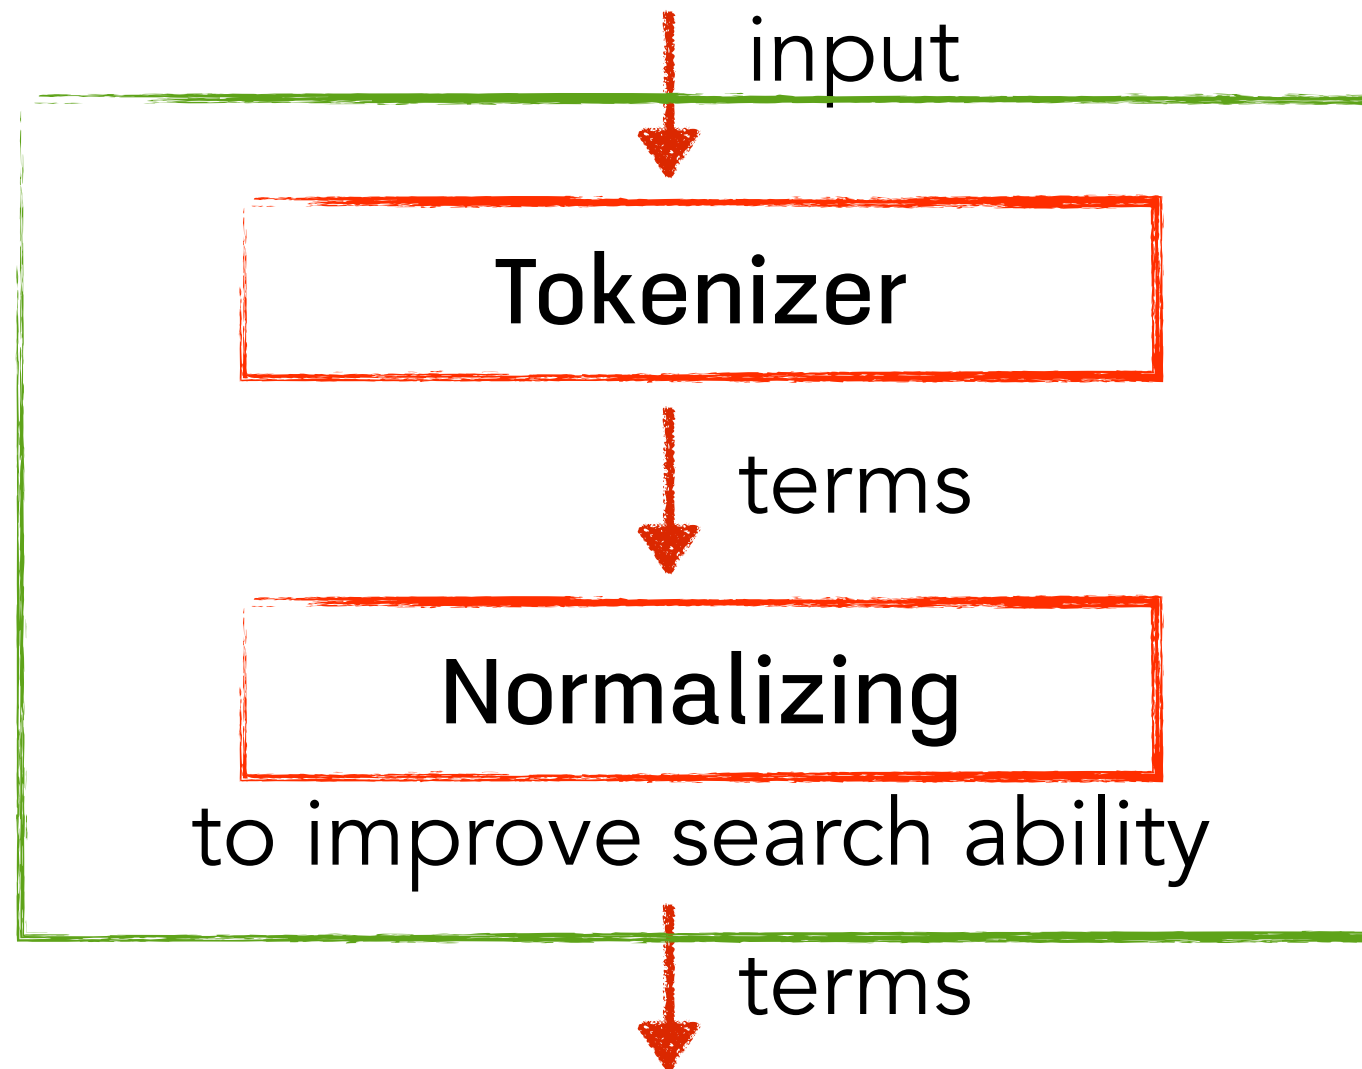 input
Tokenizer
terms
Normalizing
to improve search ability
terms